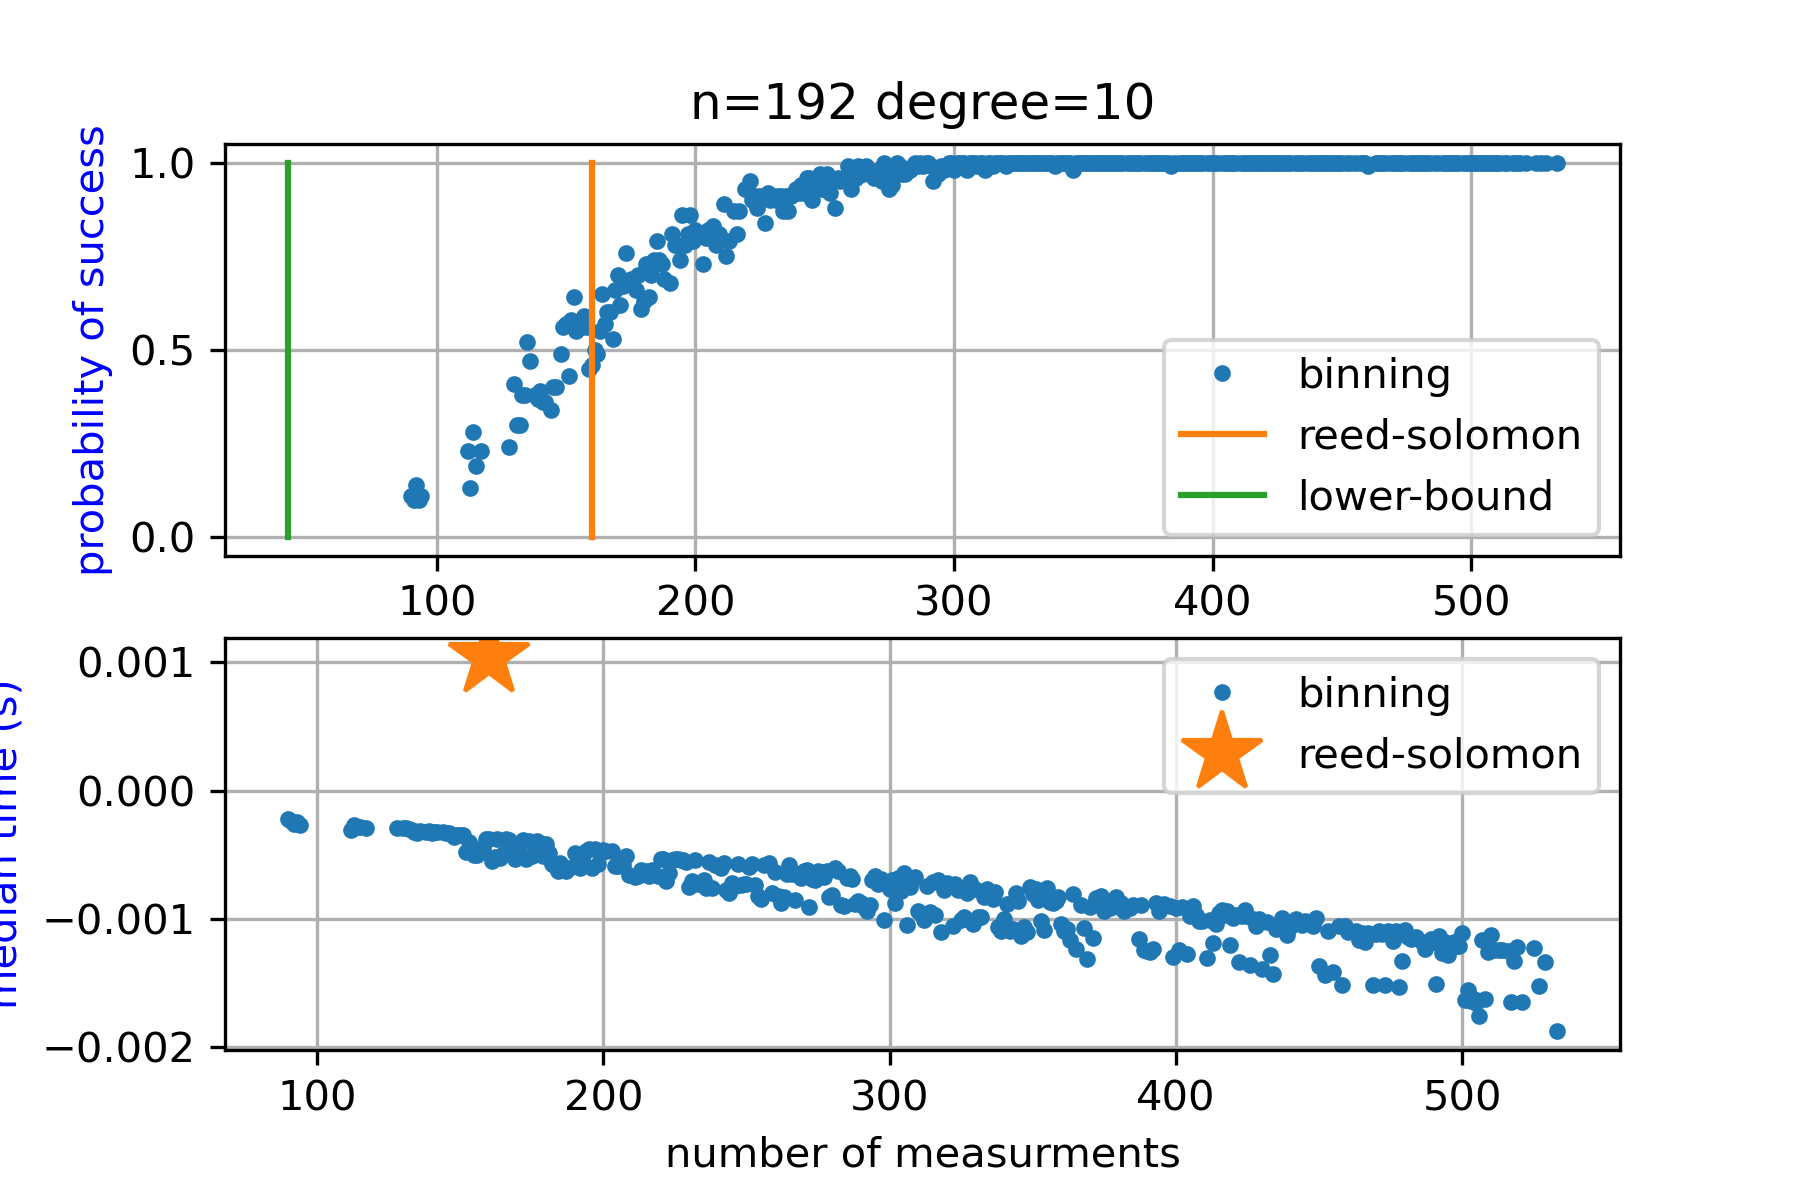 n=192 degree=10
probability of success
1.0
0.5
0.0
binning
reed-solomon
lower-bound
100 200 300 400 500
median time (s)
0.001
0.000
−0.001
−0.002
binning
reed-solomon
100 200 300 400 500
number of measurments